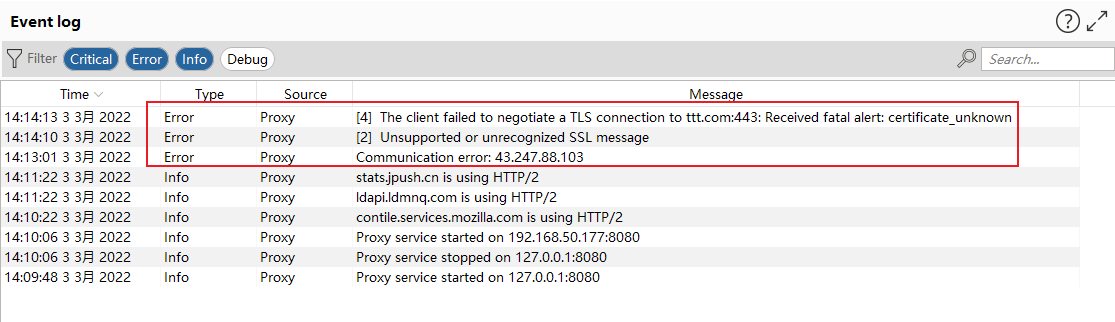 Event log
Filter Critical Error Info Debug Search...
Time Type Source Message
14:14:13 3 3月 2022 Error Proxy [4] The client failed to negotiate a TLS connection to ttt.com:443: Received fatal alert: certificate_unknown
14:13:09 3 3月 2022 Error Proxy [2] Unsupported or unrecognized SSL message
14:13:01 3 3月 2022 Error Proxy Communication error: 43.247.88.103
14:11:22 3 3月 2022 Info Proxy stats.jpush.cn is using HTTP/2
14:11:22 3 3月 2022 Info Proxy ldapi.ldmnq.com is using HTTP/2
14:10:22 3 3月 2022 Info Proxy contile.services.mozilla.com is using HTTP/2
14:10:06 3 3月 2022 Info Proxy Proxy service started on 192.168.50.177:8080
14:10:06 3 3月 2022 Info Proxy Proxy service stopped on 127.0.0.1:8080
14:09:48 3 3月 2022 Info Proxy Proxy service started on 127.0.0.1:8080